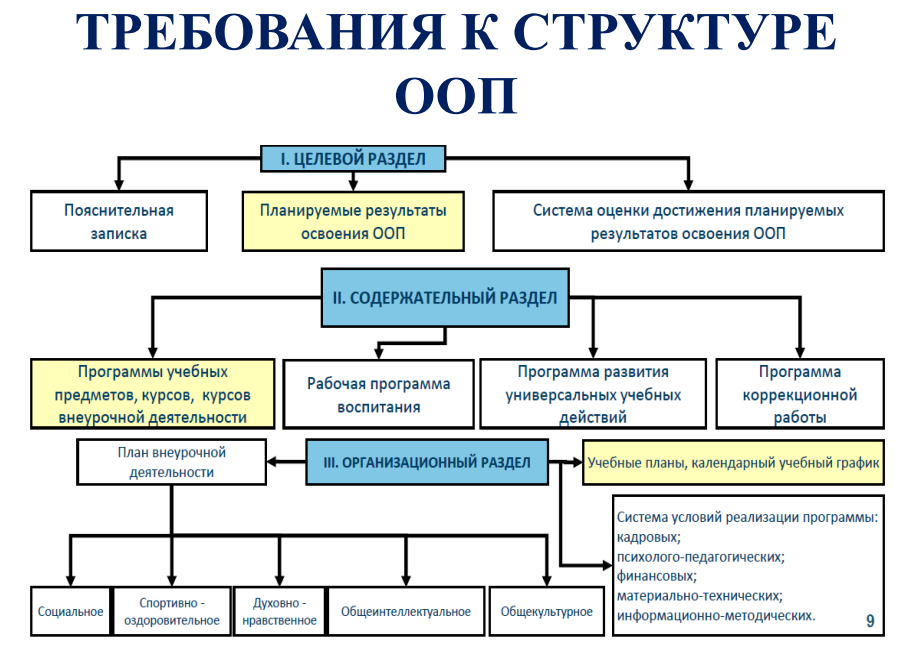 ТРЕБОВАНИЯ К СТРУКТУРЕ
ООП
I. ЦЕЛЕВОЙ РАЗДЕЛ
Пояснительная
записка
Планируемые результаты
освоения ООП
Система оценки достижения планируемых
результатов освоения ООП
II. СОДЕРЖАТЕЛЬНЫЙ РАЗДЕЛ
Программы учебных
предметов, курсов, курсов
внеурочной деятельности
Рабочая программа
воспитания
Программа развития
универсальных учебных
действий
Программа
коррекционной
работы
План внеурочной
деятельности
III. ОРГАНИЗАЦИОННЫЙ РАЗДЕЛ
Учебные планы, календарный учебный график
Система условий реализации программы:
кадровых;
психолого-педагогических;
финансовых;
материально-технических;
информационно-методических.
Социальное
Спортивно -
оздоровительное
Духовно -
нравственное
Общеинтеллектуальное
Общекультурное
9